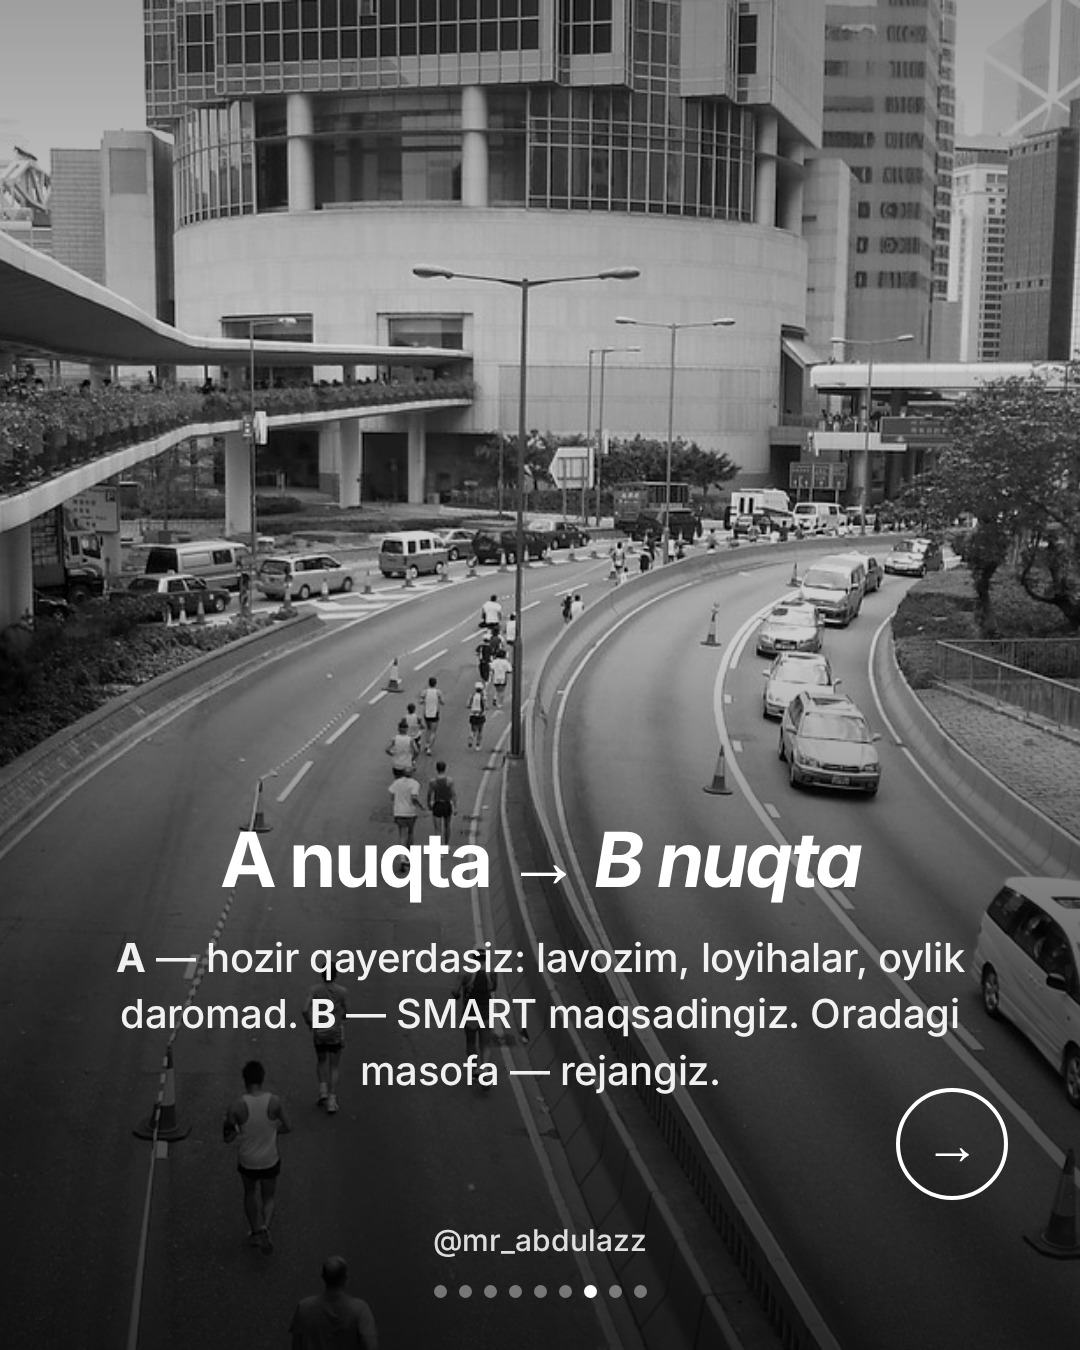 A nuqta → B nuqta
A — hozir qayerdasiz: lavozim, loyihalar, oylik
daromad. B — SMART maqsadingiz. Oradagi
masofa — rejangiz.
→
@mr_abdulazz